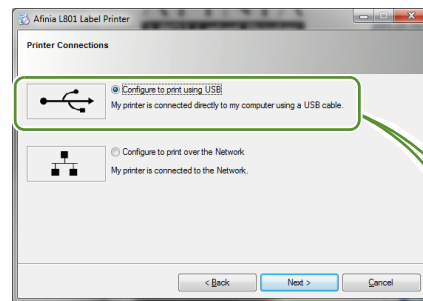 Afinia L801 Label Printer
Printer Connections
Configure to print using USB
My printer is connected directly to my computer using a USB cable.
Configure to print over the Network
My printer is connected to the Network.
< Back
Next >
Cancel